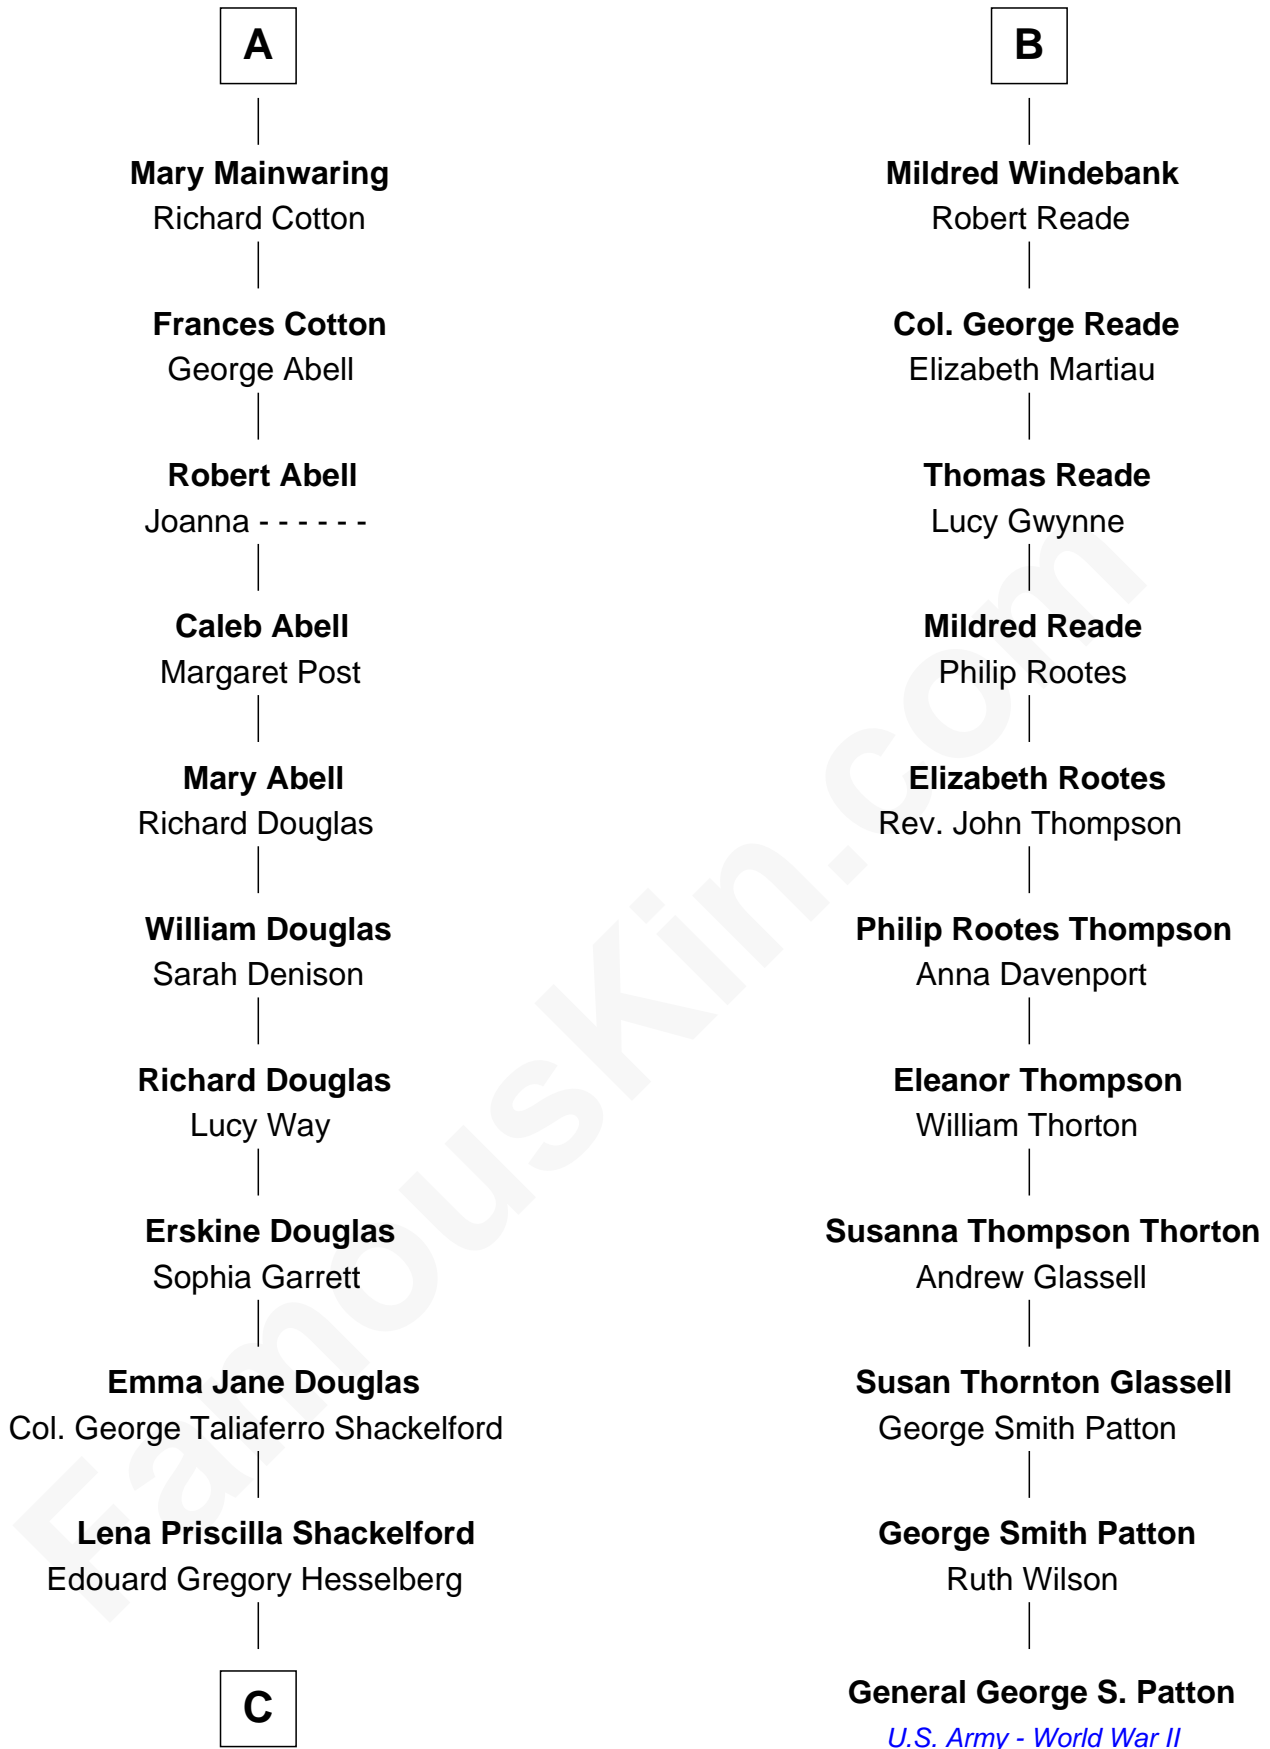 A
Mary Mainwaring
Richard Cotton
Frances Cotton
George Abell
Robert Abell
Joanna - - - - - -
Caleb Abell
Margaret Post
Mary Abell
Richard Douglas
William Douglas
Sarah Denison
Richard Douglas
Lucy Way
Erskine Douglas
Sophia Garrett
Emma Jane Douglas
Col. George Taliaferro Shackelford
Lena Priscilla Shackelford
Edouard Gregory Hesselberg
C
B
Mildred Windebank
Robert Reade
Col. George Reade
Elizabeth Martiau
Thomas Reade
Lucy Gwynne
Mildred Reade
Philip Rootes
Elizabeth Rootes
Rev. John Thompson
Philip Rootes Thompson
Anna Davenport
Eleanor Thompson
William Thorton
Susanna Thompson Thorton
Andrew Glassell
Susan Thornton Glassell
George Smith Patton
George Smith Patton
Ruth Wilson
General George S. Patton
U.S. Army - World War II
FamousKin.com